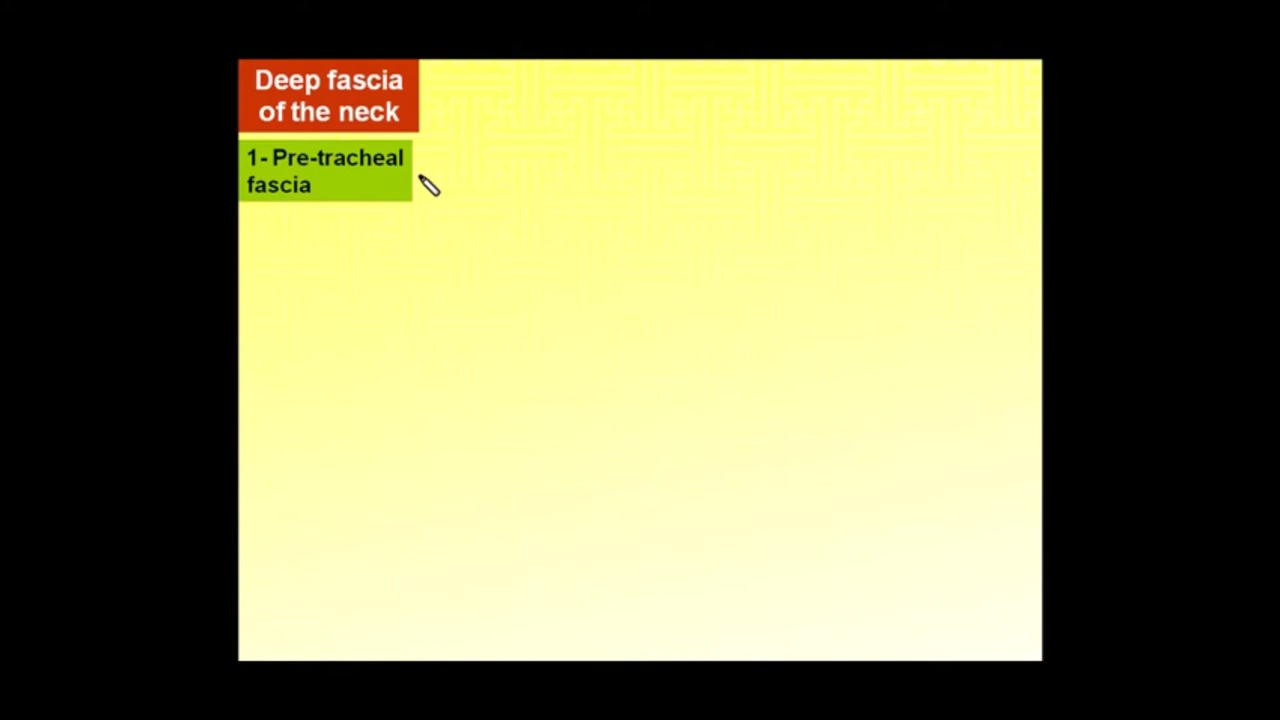 Deep fascia
of the neck
1- Pre-tracheal
fascia